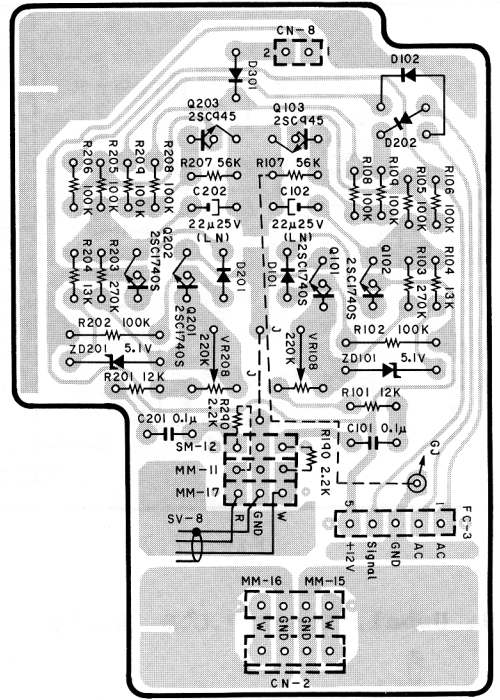 CN-8
2 1
D301
D102
Q203
2SC945
Q103
2SC945
D202
R206 100K
R205 100K
R209 100K
R208 100K
R207 56K
R107 56K
R108 100K
R109 100K
R105 100K
R106 100K
C202
22µ25V
(LN)
C102
22µ25V
(LN)
R204 13K
R203 270K
Q202
2SC1740S
Q201
2SC1740S
D201
D101
Q101
2SC1740S
Q102
2SC1740S
R103 270K
R104 13K
R202 100K
ZD201 5.1V
R201 12K
VR208
220K
J
J
VR108
220K
R102 100K
ZD101 5.1V
R101 12K
R290
2.2K
C201 0.1µ
C101 0.1µ
SM-12
MM-11
MM-17
R190 2.2K
GJ
SV-8
R GND W
5 1
FC-3
+12V Signal GND AC AC
MM-16 MM-15
W GND GND W
CN-2